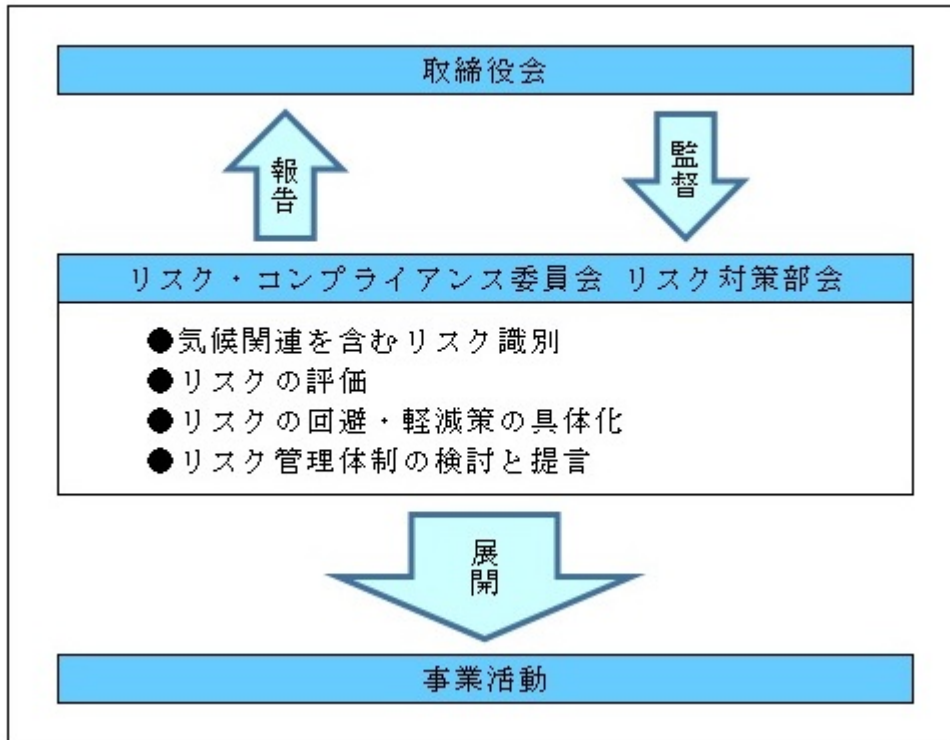 取締役会
報告
監督
リスク・コンプライアンス委員会 リスク対策部会
●気候関連を含むリスク識別
●リスクの評価
●リスクの回避・軽減策の具体化
●リスク管理体制の検討と提言
展開
事業活動